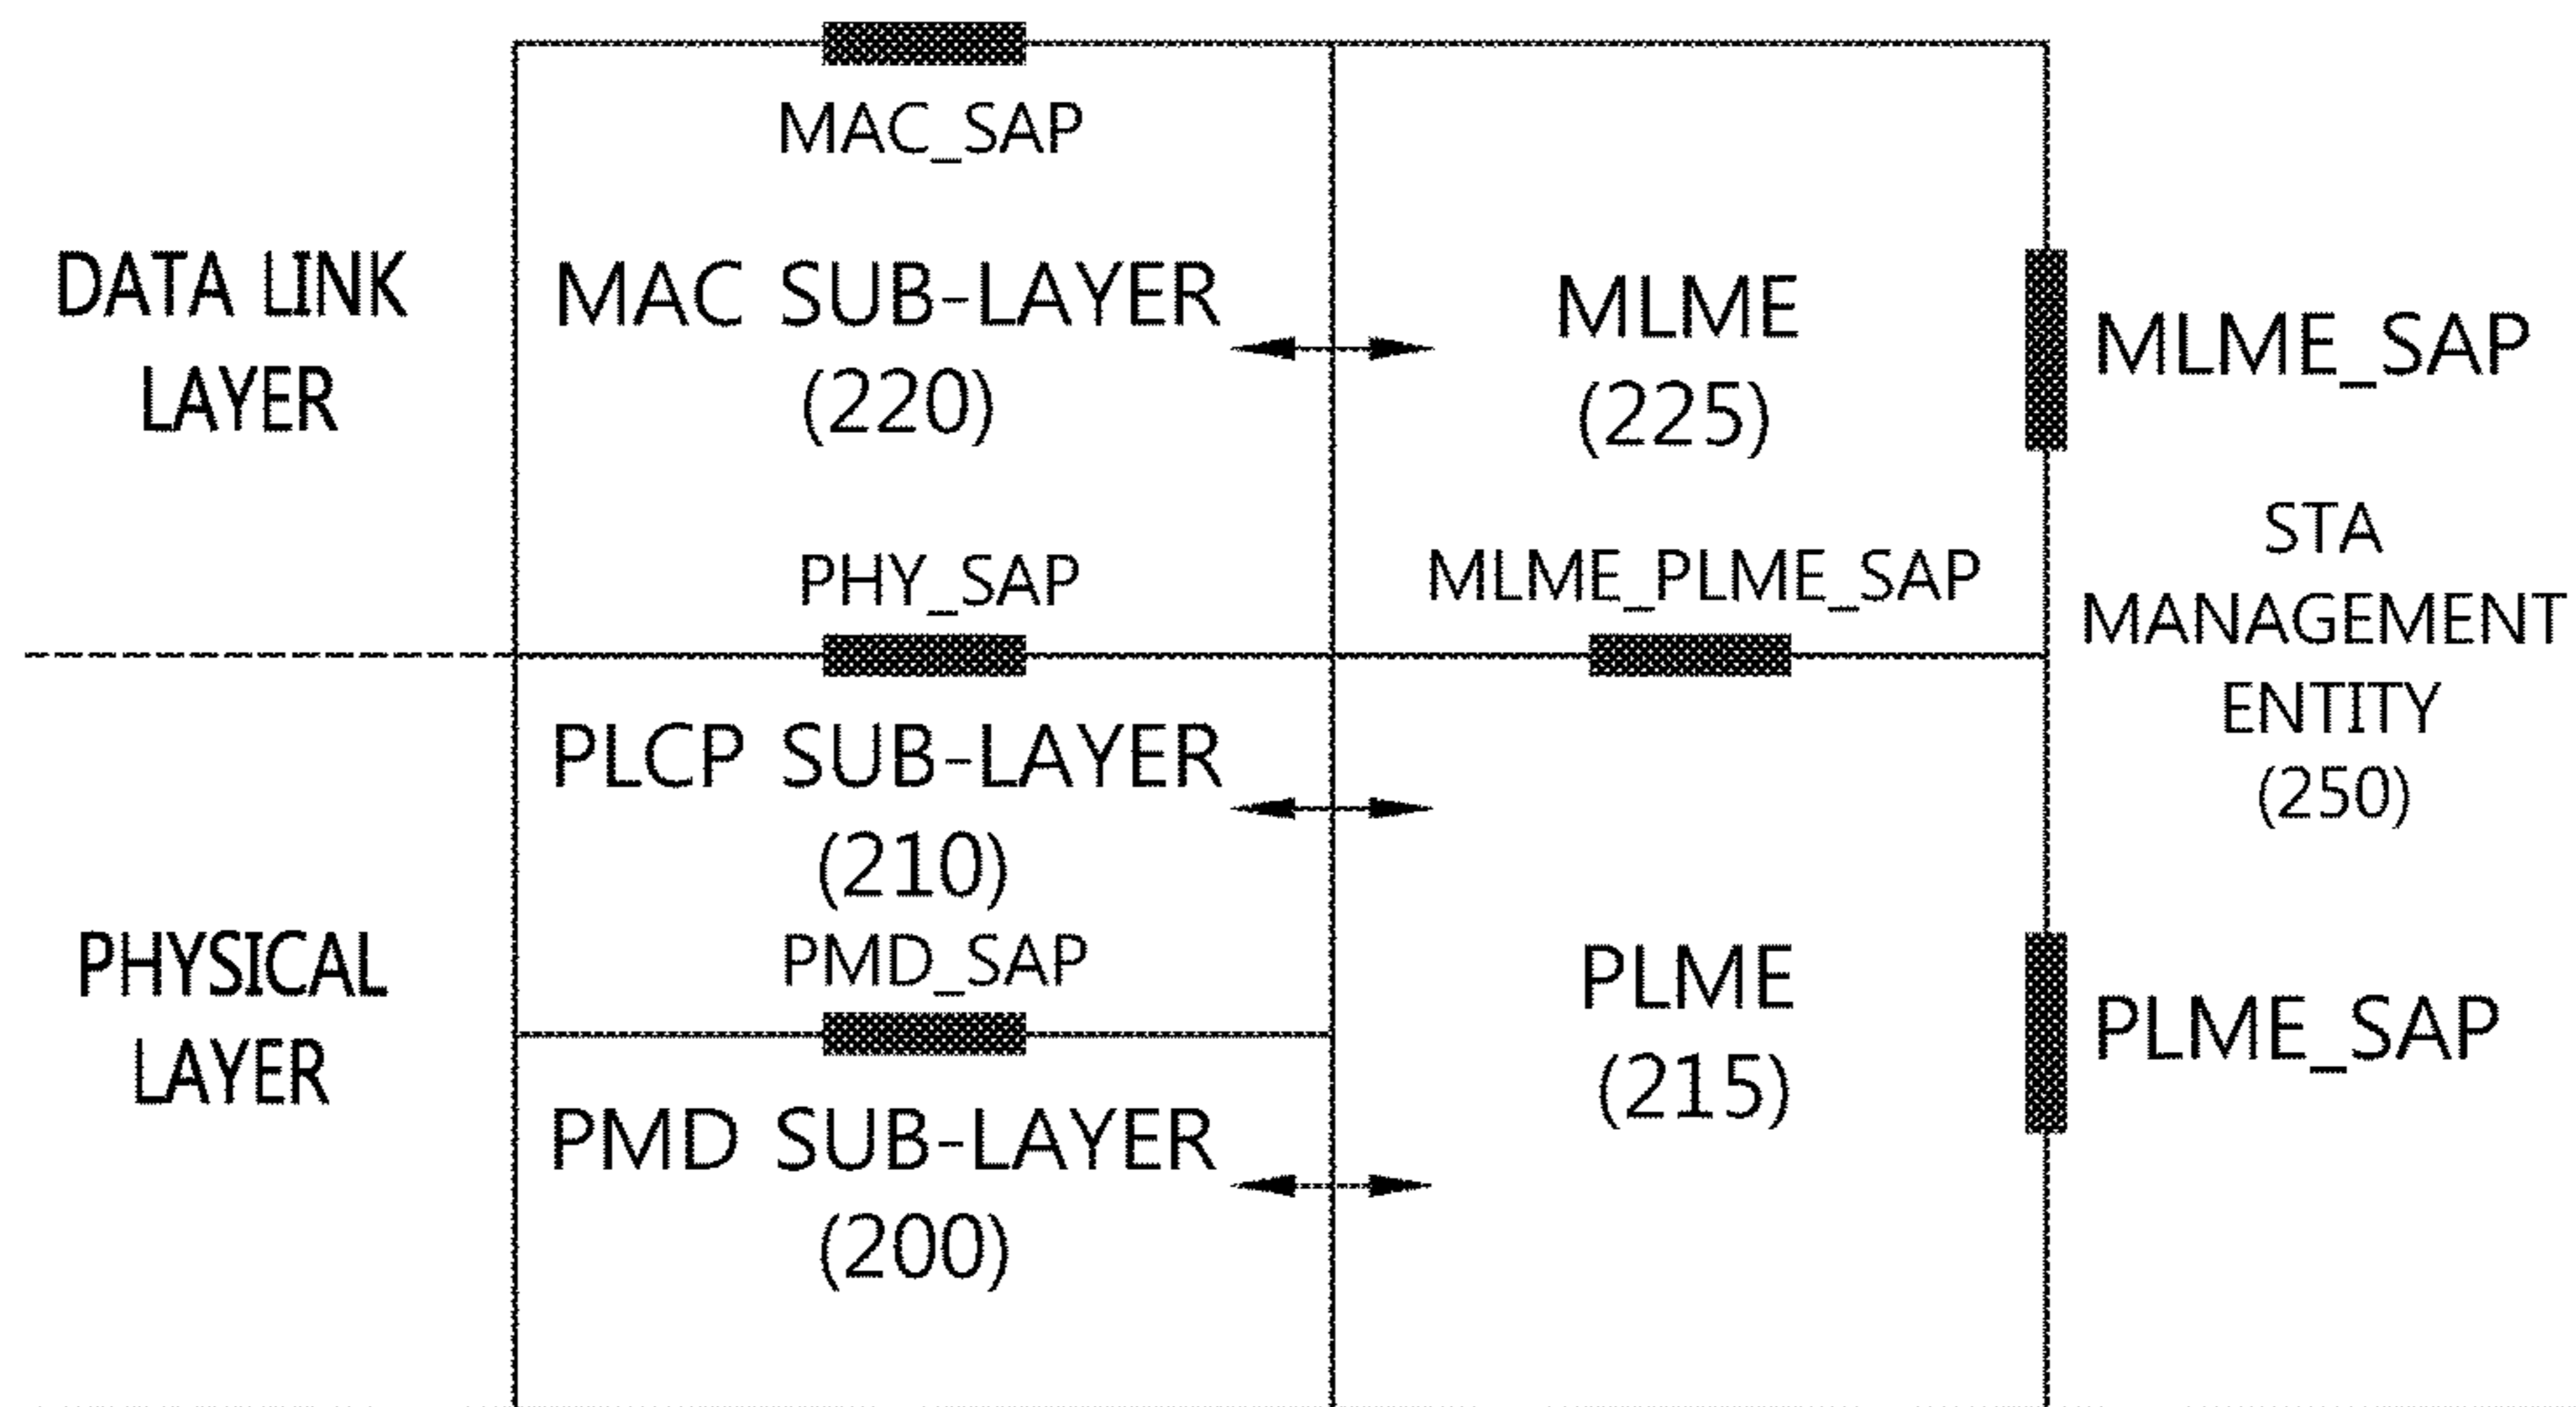 MAC_SAP
DATA LINK
LAYER
MAC SUB-LAYER
(220)
MLME
(225)
MLME_SAP
PHY_SAP
MLME_PLME_SAP
STA
MANAGEMENT
ENTITY
(250)
PLCP SUB-LAYER
(210)
PMD_SAP
PHYSICAL
LAYER
PLME
(215)
PLME_SAP
PMD SUB-LAYER
(200)